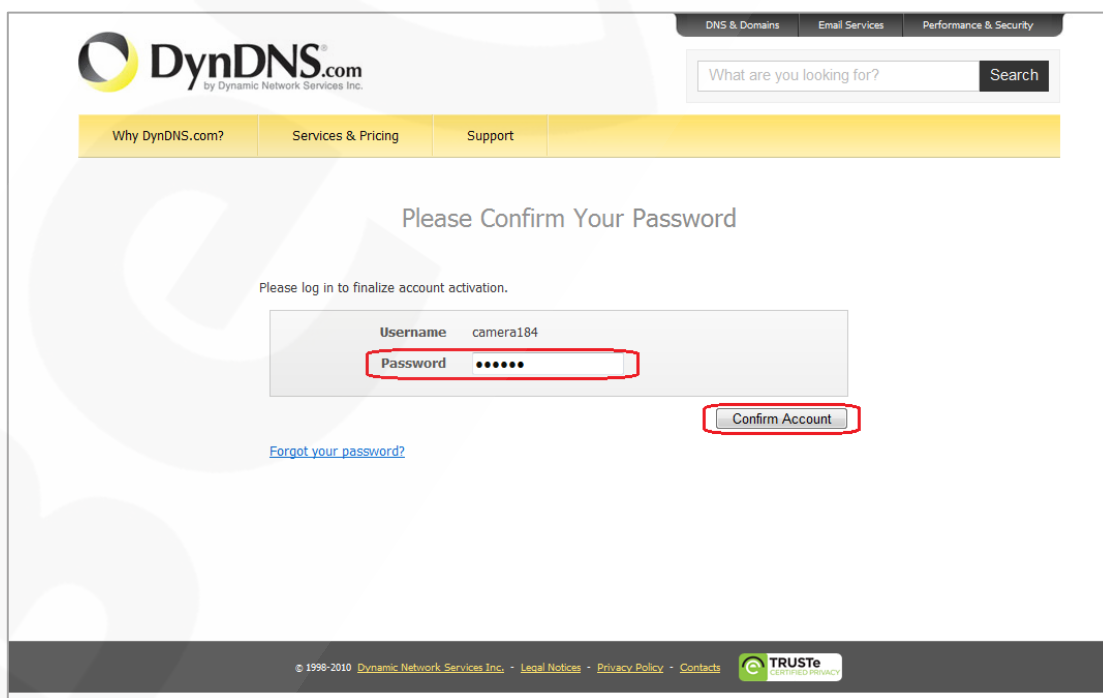 DNS & Domains Email Services Performance & Security
DynDNS.com
by Dynamic Network Services Inc.
What are you looking for? Search
Why DynDNS.com? Services & Pricing Support
Please Confirm Your Password
Please log in to finalize account activation.
Username camera184
Password ••••••
Confirm Account
Forgot your password?
© 1998-2010 Dynamic Network Services Inc. - Legal Notices - Privacy Policy - Contacts TRUSTe
CERTIFIED PRIVACY